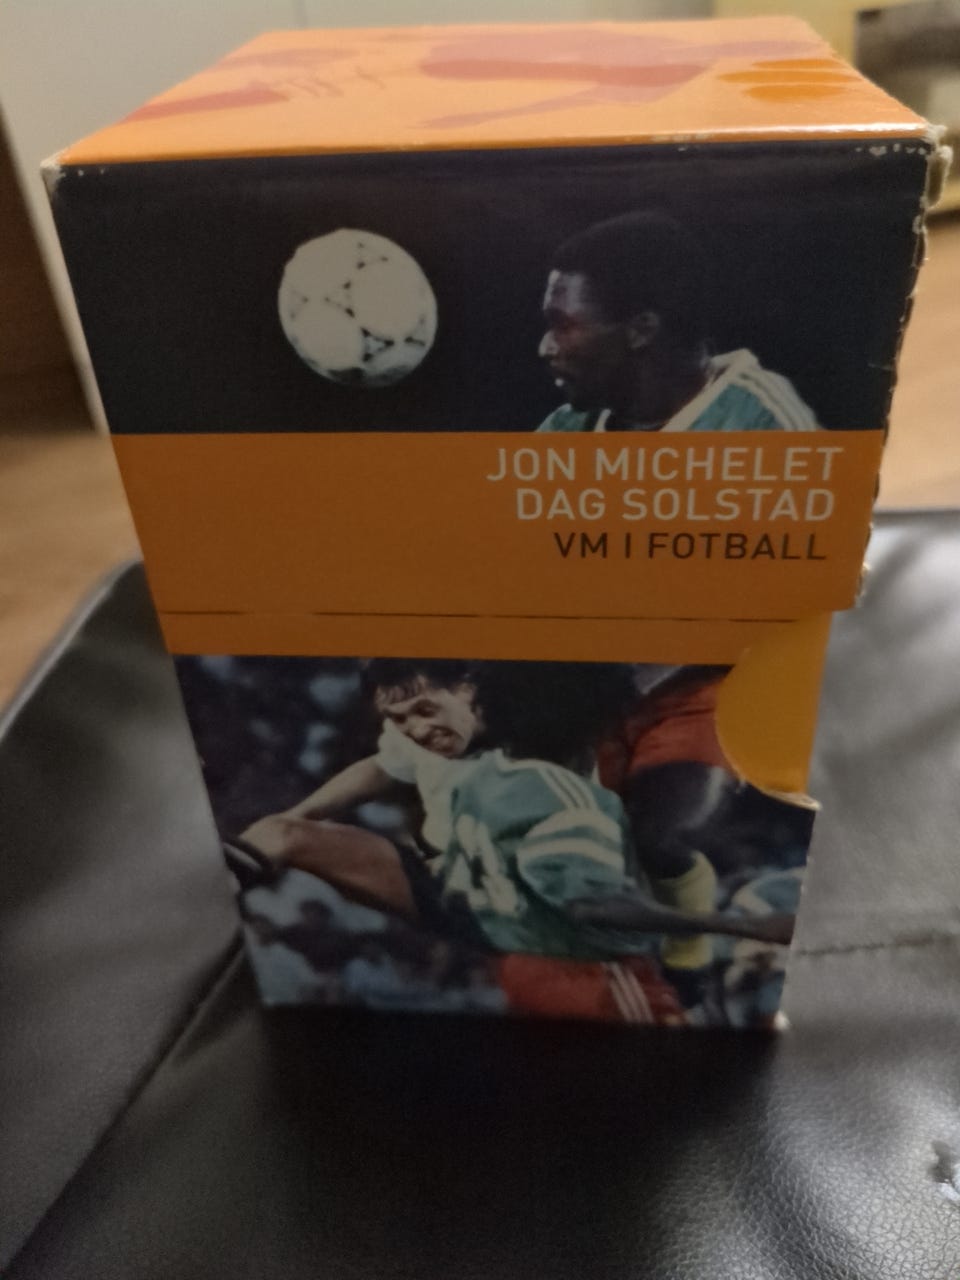 JON MICHELET
DAG SOLSTAD
VM I FOTBALL